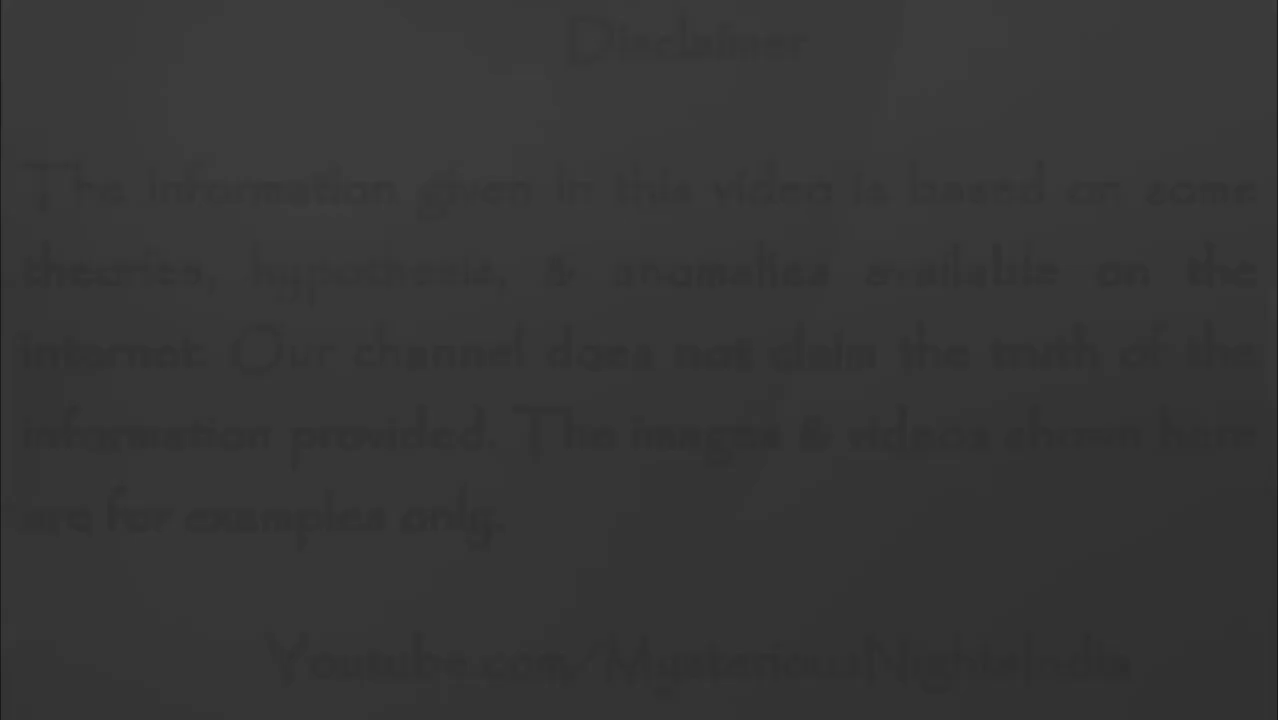 Disclaimer
The information given in this video is based on some
theories, hypothesis, & anomalies available on the
internet. Our channel does not claim the truth of the
information provided. The images & videos shown here
are for examples only.
Youtube.com/MysteriousNightsIndia